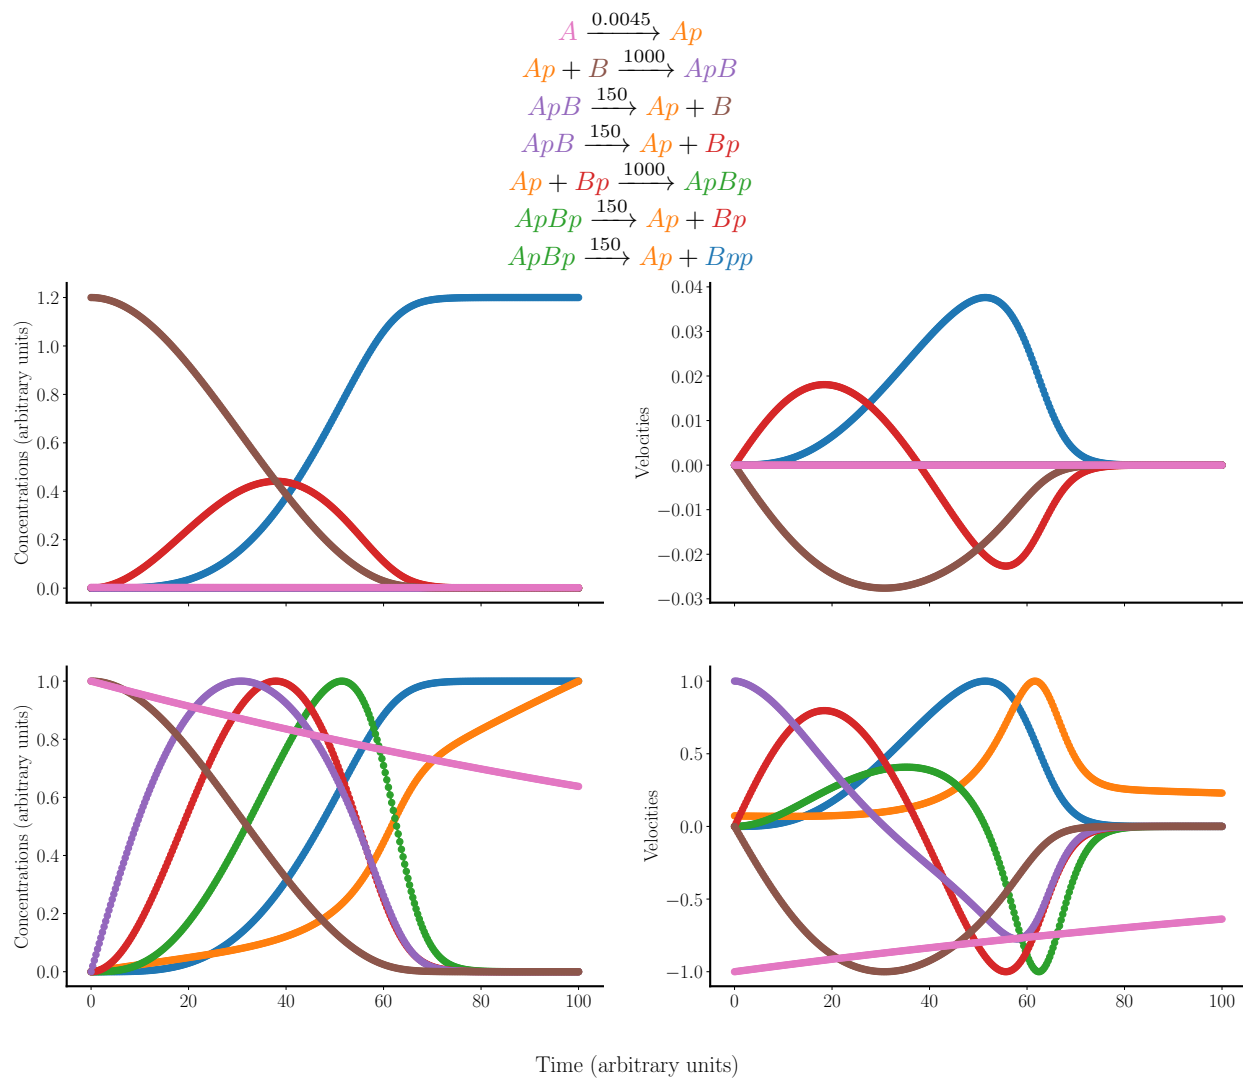 A 0.0045 Ap
Ap + B 1000 ApB
ApB 150 Ap + B
ApB 150 Ap + Bp
Ap + Bp 1000 ApBp
ApBp 150 Ap + Bp
ApBp 150 Ap + Bpp
Concentrations (arbitrary units)
1.2
1.0
0.8
0.6
0.4
0.2
0.0
Velocities
0.04
0.03
0.02
0.01
0.00
−0.01
−0.02
−0.03
Concentrations (arbitrary units)
1.0
0.8
0.6
0.4
0.2
0.0
0 20 40 60 80 100
Velocities
1.0
0.5
0.0
−0.5
−1.0
0 20 40 60 80 100
Time (arbitrary units)